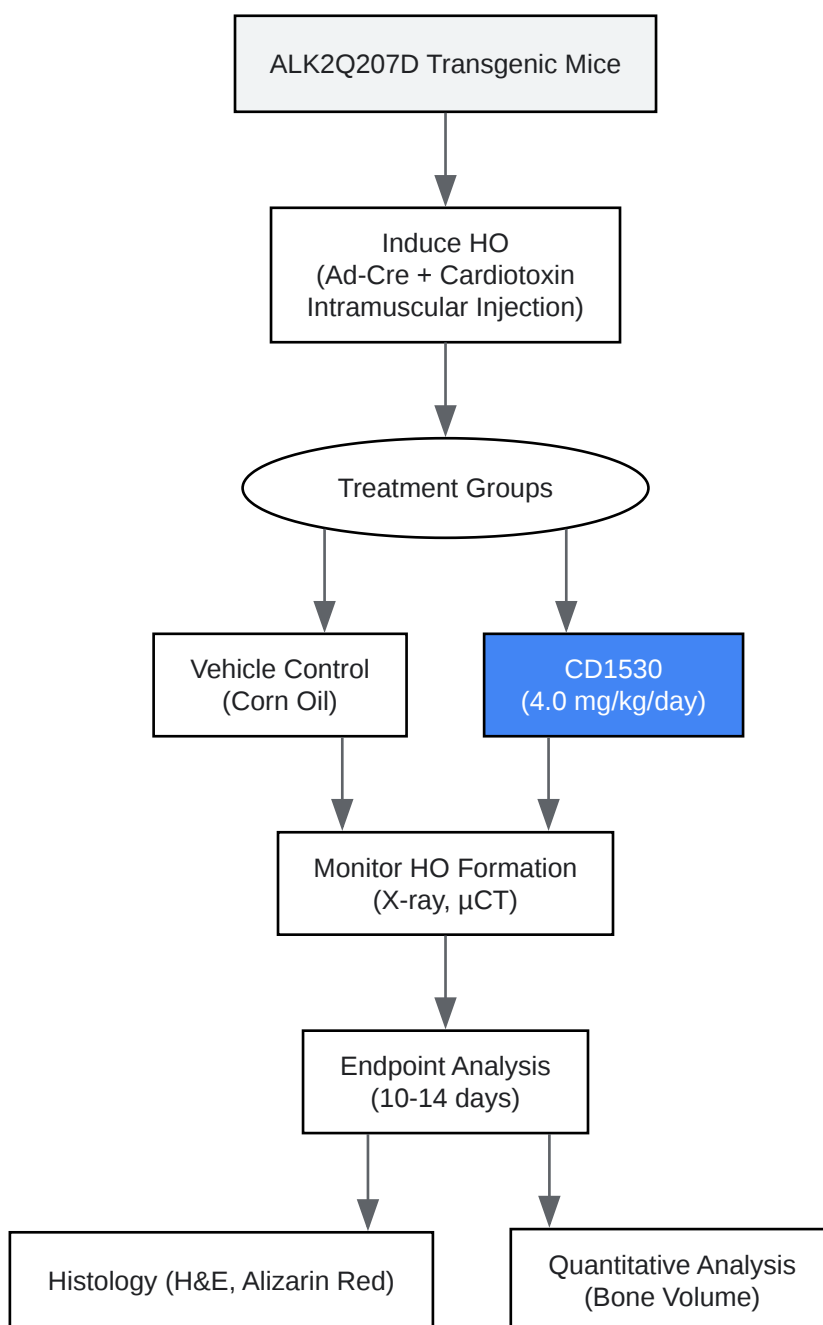 ALK2Q207D Transgenic Mice
Induce HO
(Ad-Cre + Cardiotoxin
Intramuscular Injection)
Treatment Groups
Vehicle Control
(Corn Oil)
CD1530
(4.0 mg/kg/day)
Monitor HO Formation
(X-ray, µCT)
Endpoint Analysis
(10-14 days)
Histology (H&E, Alizarin Red)
Quantitative Analysis
(Bone Volume)